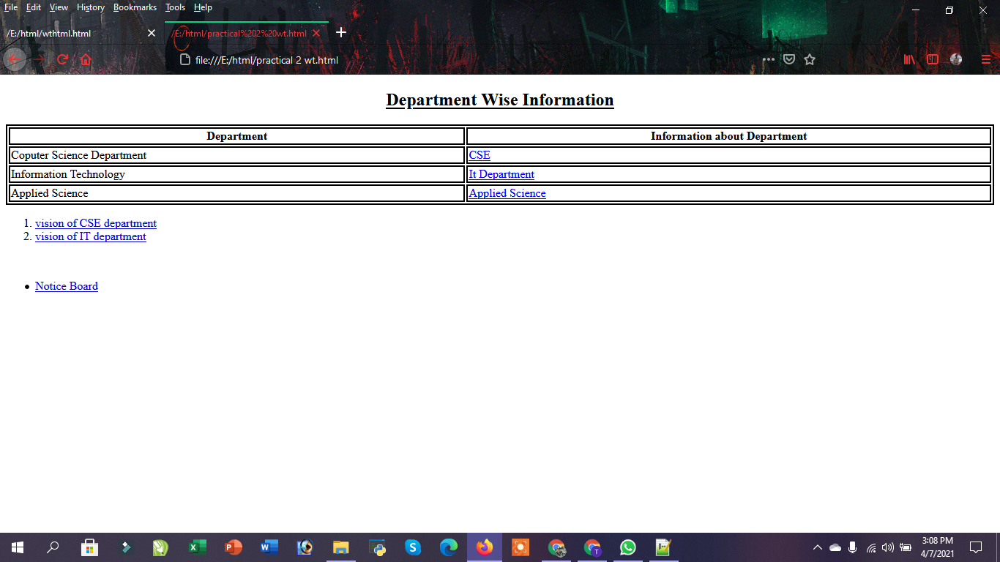 File Edit View History Bookmarks Tools Help
/E:/html/wthtml.html /E:/html/practical%202%20wt.html
file:///E:/html/practical 2 wt.html
Department Wise Information
Department Information about Department
Coputer Science Department CSE
Information Technology It Department
Applied Science Applied Science
1. vision of CSE department
2. vision of IT department
• Notice Board
3:08 PM
4/7/2021